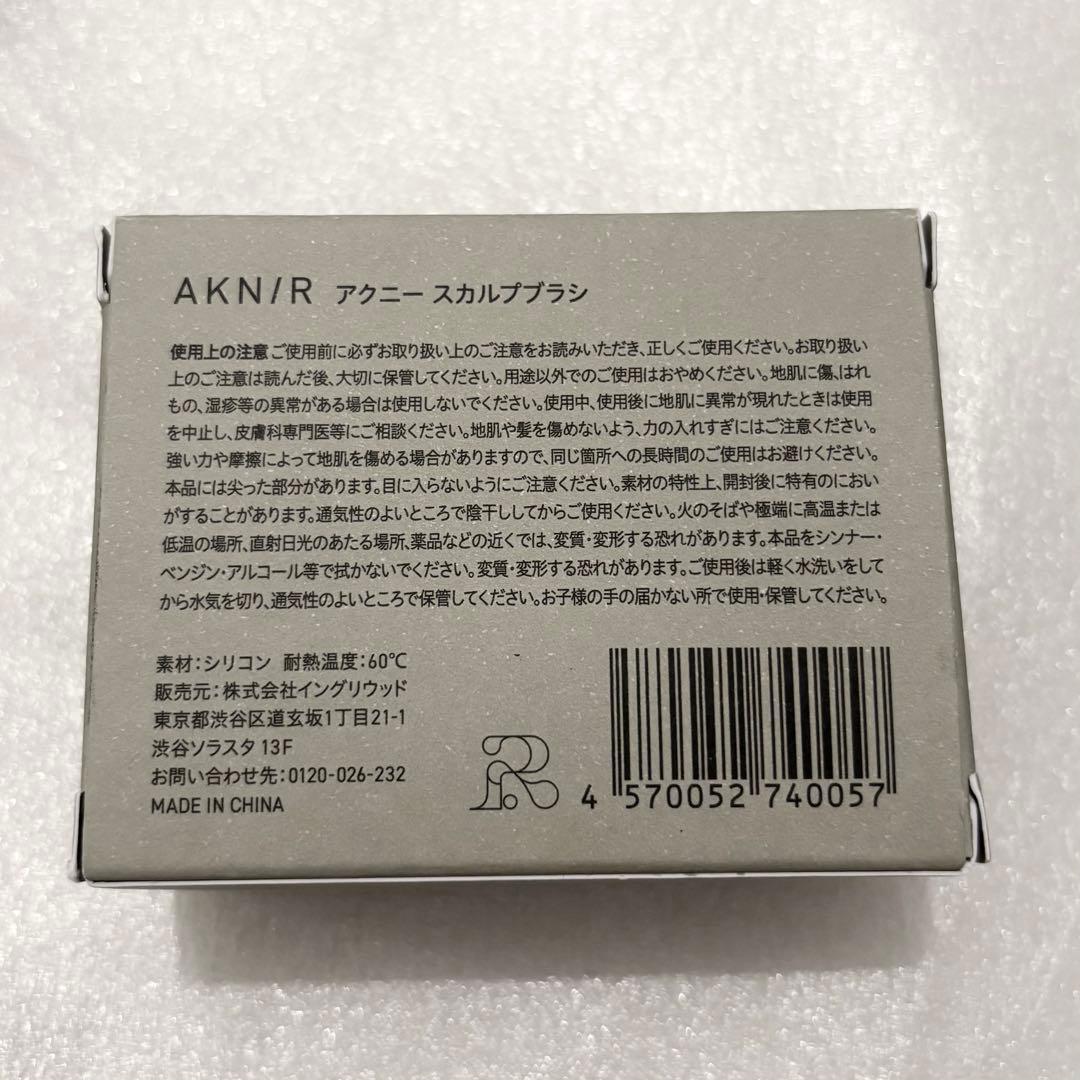 AKN/R アクニー スカルプブラシ
使用上の注意 ご使用前に必ずお取り扱い上のご注意をお読みいただき、正しくご使用ください。お取り扱い
上のご注意は読んだ後、大切に保管してください。用途以外でのご使用はおやめください。地肌に傷、はれ
もの、湿疹等の異常がある場合は使用しないでください。使用中、使用後に地肌に異常が現れたときは使用
を中止し、皮膚科専門医等にご相談ください。地肌や髪を傷めないよう、力の入れすぎにはご注意ください。
強い力や摩擦によって地肌を傷める場合がありますので、同じ箇所への長時間のご使用はお避けください。
本品には尖った部分があります。目に入らないようにご注意ください。素材の特性上、開封後に特有のにおい
がすることがあります。通気性のよいところで陰干ししてからご使用ください。火のそばや極端に高温または
低温の場所、直射日光のあたる場所、薬品などの近くでは、変質・変形する恐れがあります。本品をシンナー・
ベンジン・アルコール等で拭かないでください。変質・変形する恐れがあります。ご使用後は軽く水洗いをして
から水気を切り、通気性のよいところで保管してください。お子様の手の届かない所で使用・保管してください。
素材：シリコン 耐熱温度：60℃
販売元：株式会社イングリウッド
東京都渋谷区道玄坂1丁目21-1
渋谷ソラスタ 13F
お問い合わせ先：0120-026-232
MADE IN CHINA
R
4 570052 740057